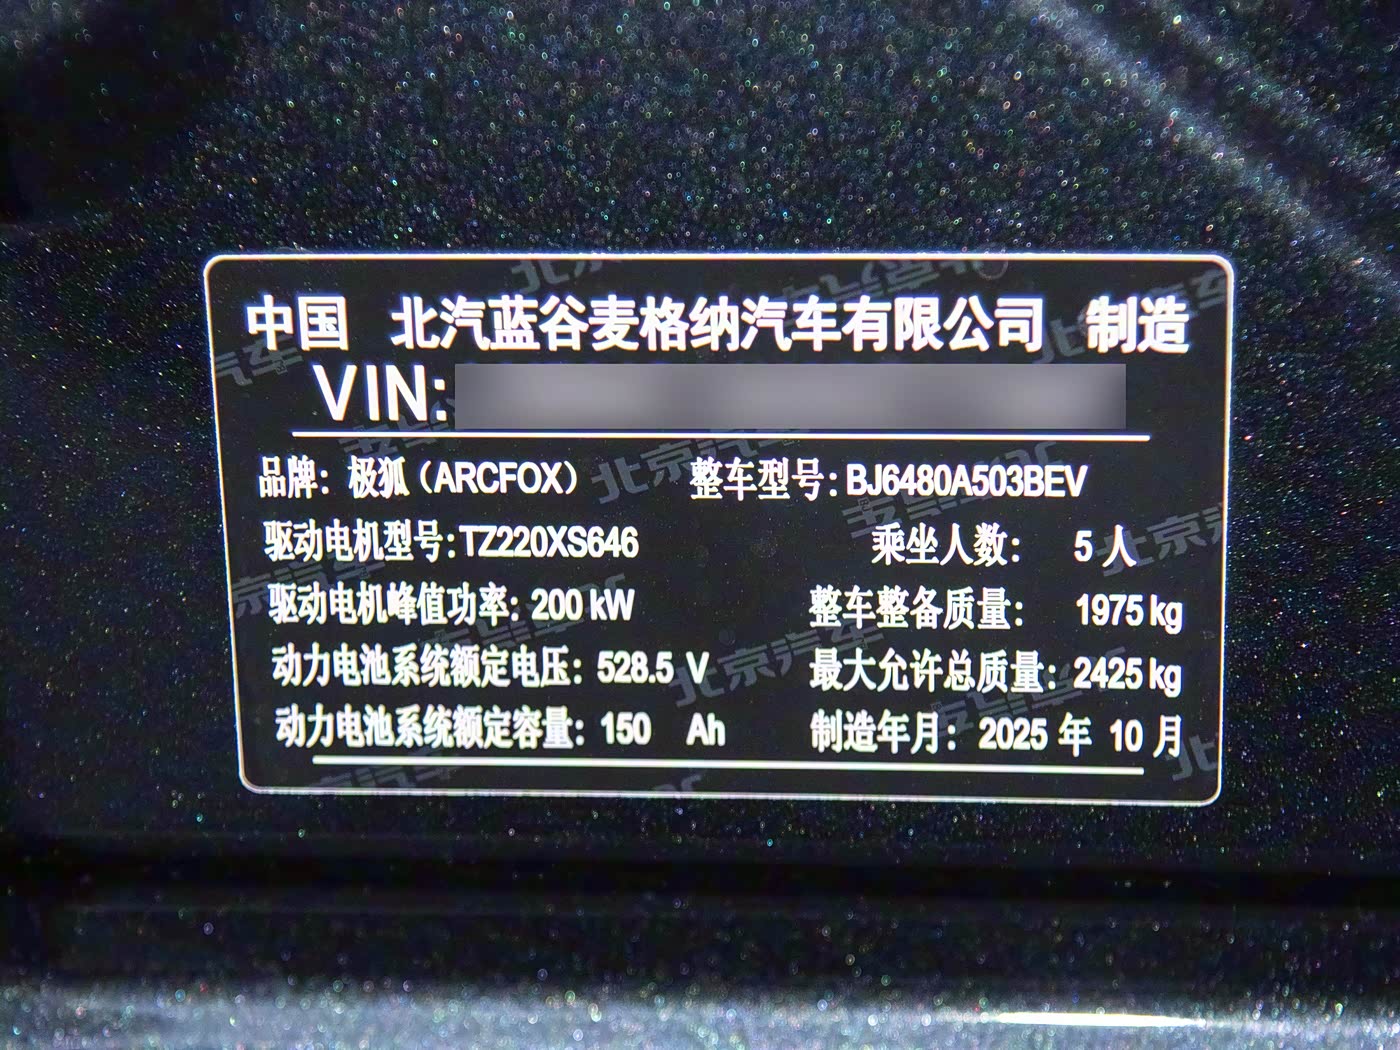 中国 北汽蓝谷麦格纳汽车有限公司 制造
VIN:
品牌：极狐（ARCFOX） 整车型号：BJ6480A503BEV
驱动电机型号：TZ220XS646 乘坐人数： 5 人
驱动电机峰值功率：200 kW 整车整备质量： 1975 kg
动力电池系统额定电压：528.5 V 最大允许总质量：2425 kg
动力电池系统额定容量：150 Ah 制造年月：2025 年 10 月